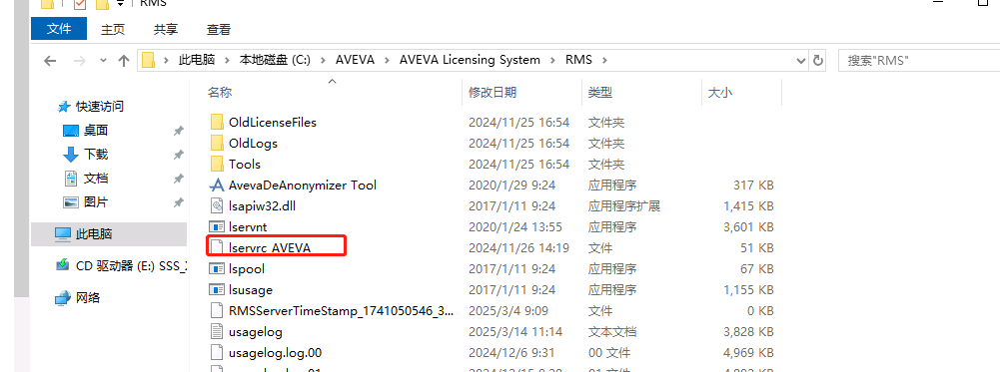 RMS
文件 主页 共享 查看
此电脑 本地磁盘 (C:) AVEVA AVEVA Licensing System RMS 搜索"RMS"
名称 修改日期 类型 大小
快速访问
桌面
下载
文档
图片
此电脑
CD 驱动器 (E:) SSS_
网络
OldLicenseFiles 2024/11/25 16:54 文件夹
OldLogs 2024/11/25 16:54 文件夹
Tools 2024/11/25 16:54 文件夹
AvevaDeAnonymizer Tool 2020/1/29 9:24 应用程序 317 KB
lsapiw32.dll 2017/1/11 9:24 应用程序扩展 1,415 KB
lservnt 2020/1/24 13:55 应用程序 3,601 KB
lservrc_AVEVA 2024/11/26 14:19 文件 51 KB
lspool 2017/1/11 9:24 应用程序 67 KB
lsusage 2017/1/11 9:24 应用程序 1,155 KB
RMSServerTimeStamp_1741050546_3... 2025/3/4 9:09 文件 0 KB
usagelog 2025/3/14 11:14 文本文档 3,828 KB
usagelog.log.00 2024/12/6 9:31 00 文件 4,969 KB